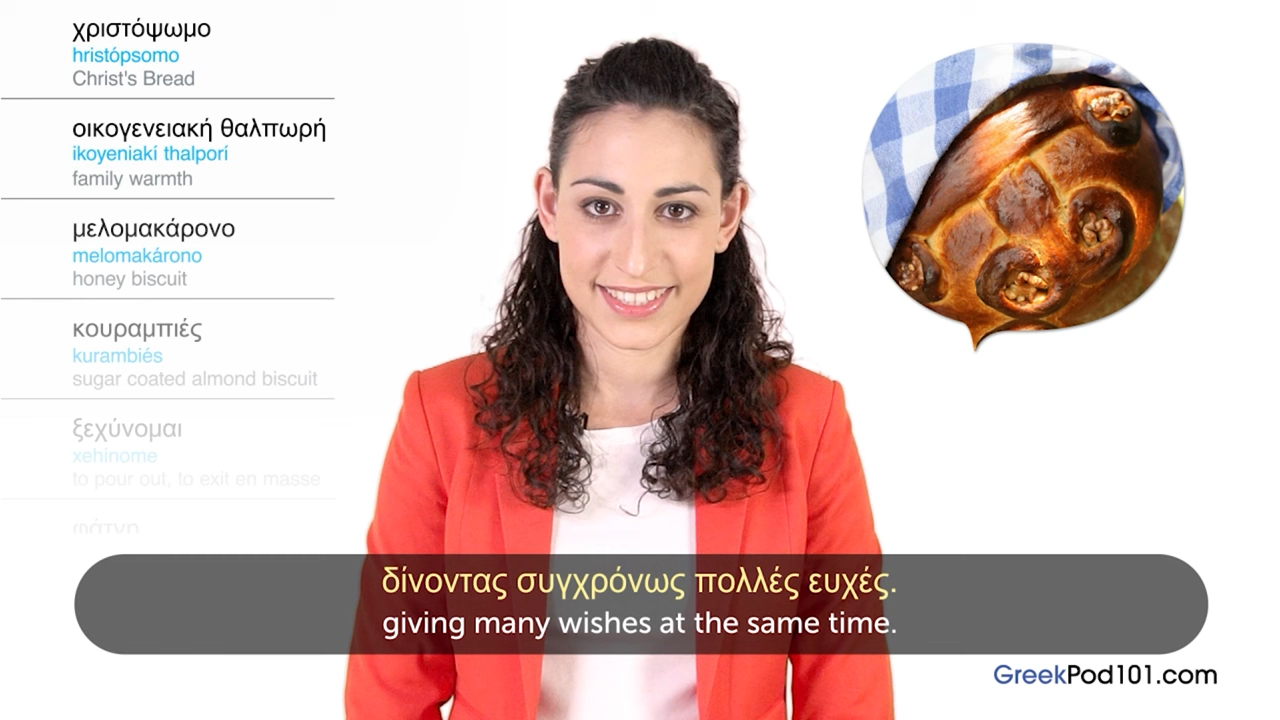 χριστόψωμο
hristópsomo
Christ's Bread
οικογενειακή θαλπωρή
ikoyeniakí thalporí
family warmth
μελομακάρονο
melomakárono
honey biscuit
κουραμπιές
kurambiés
sugar coated almond biscuit
ξεχύνομαι
xehínome
to pour out, to exit en masse
φάτνη
δίνοντας συγχρόνως πολλές ευχές.
giving many wishes at the same time.
GreekPod101.com